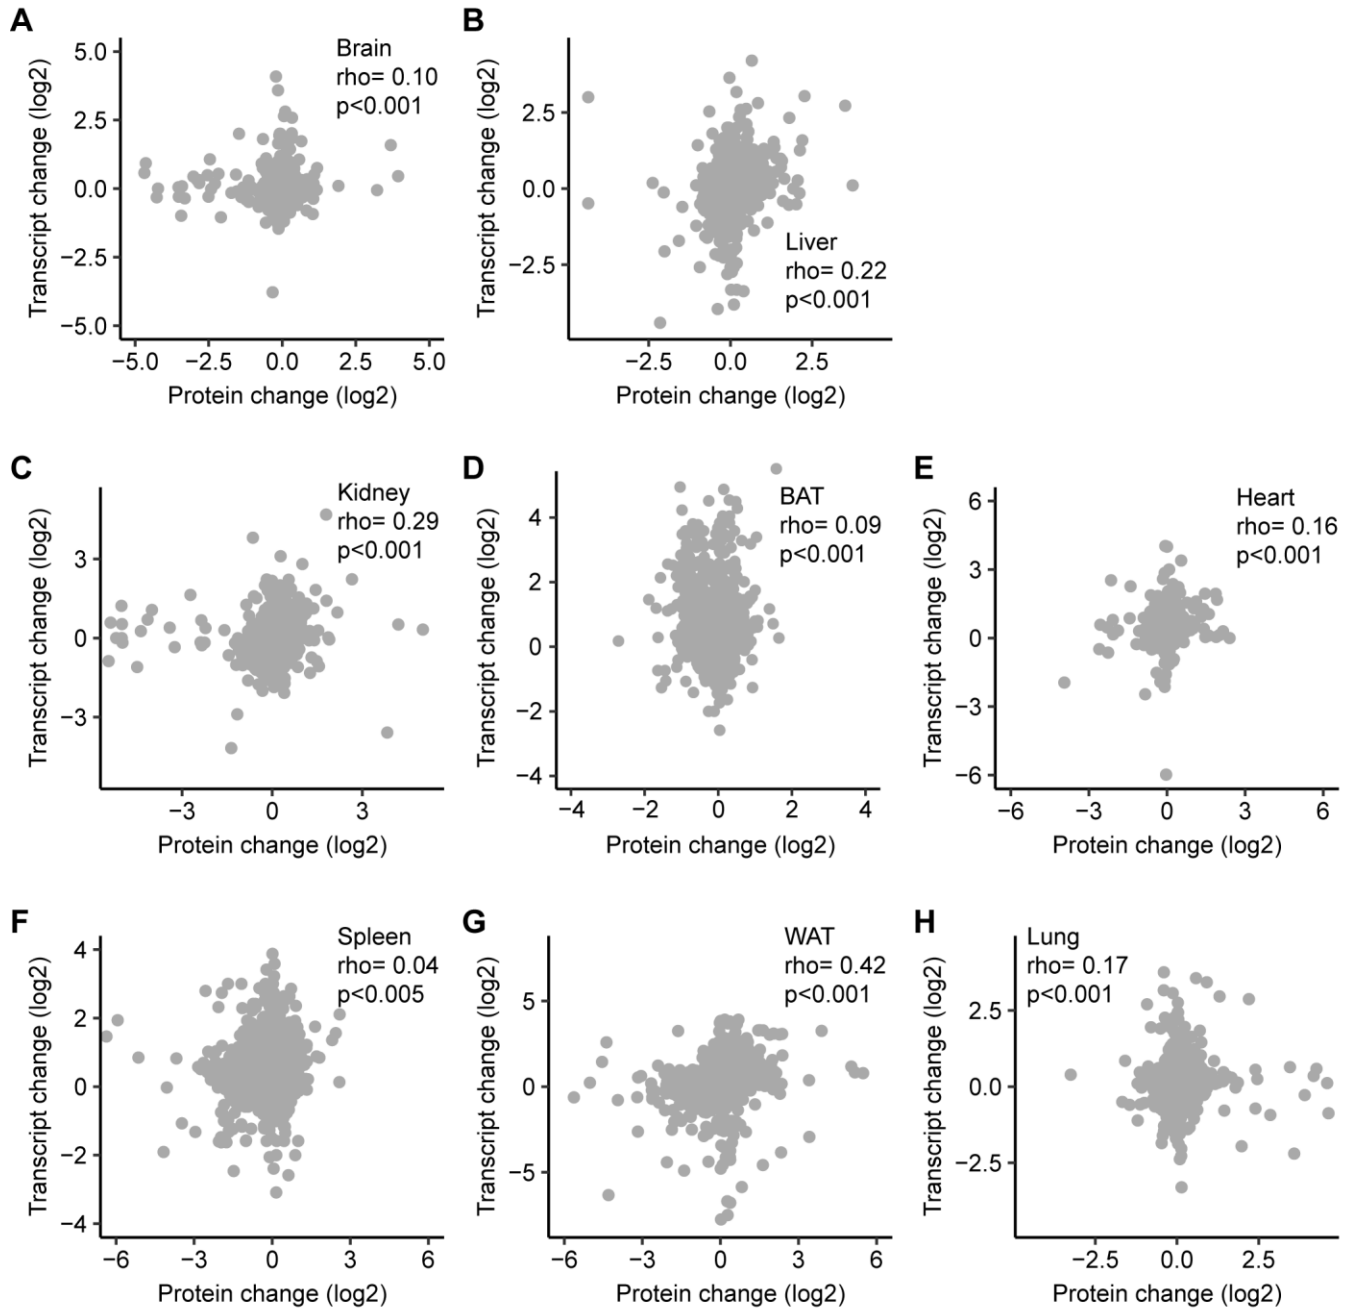 A
Brain
rho= 0.10
p<0.001
Transcript change (log2)
5.0
2.5
0.0
−2.5
−5.0
−5.0 −2.5 0.0 2.5 5.0
Protein change (log2)
B
Transcript change (log2)
2.5
0.0
−2.5
Liver
rho= 0.22
p<0.001
−2.5 0.0 2.5
Protein change (log2)
C
Kidney
rho= 0.29
p<0.001
Transcript change (log2)
3
0
−3
−3 0 3
Protein change (log2)
D
BAT
rho= 0.09
p<0.001
Transcript change (log2)
4
2
0
−2
−4
−4 −2 0 2 4
Protein change (log2)
E
Heart
rho= 0.16
p<0.001
Transcript change (log2)
6
3
0
−3
−6
−6 −3 0 3 6
Protein change (log2)
F
Spleen
rho= 0.04
p<0.005
Transcript change (log2)
4
2
0
−2
−4
−6 −3 0 3 6
Protein change (log2)
G
WAT
rho= 0.42
p<0.001
Transcript change (log2)
5
0
−5
−6 −3 0 3 6
Protein change (log2)
H
Lung
rho= 0.17
p<0.001
Transcript change (log2)
2.5
0.0
−2.5
−2.5 0.0 2.5
Protein change (log2)